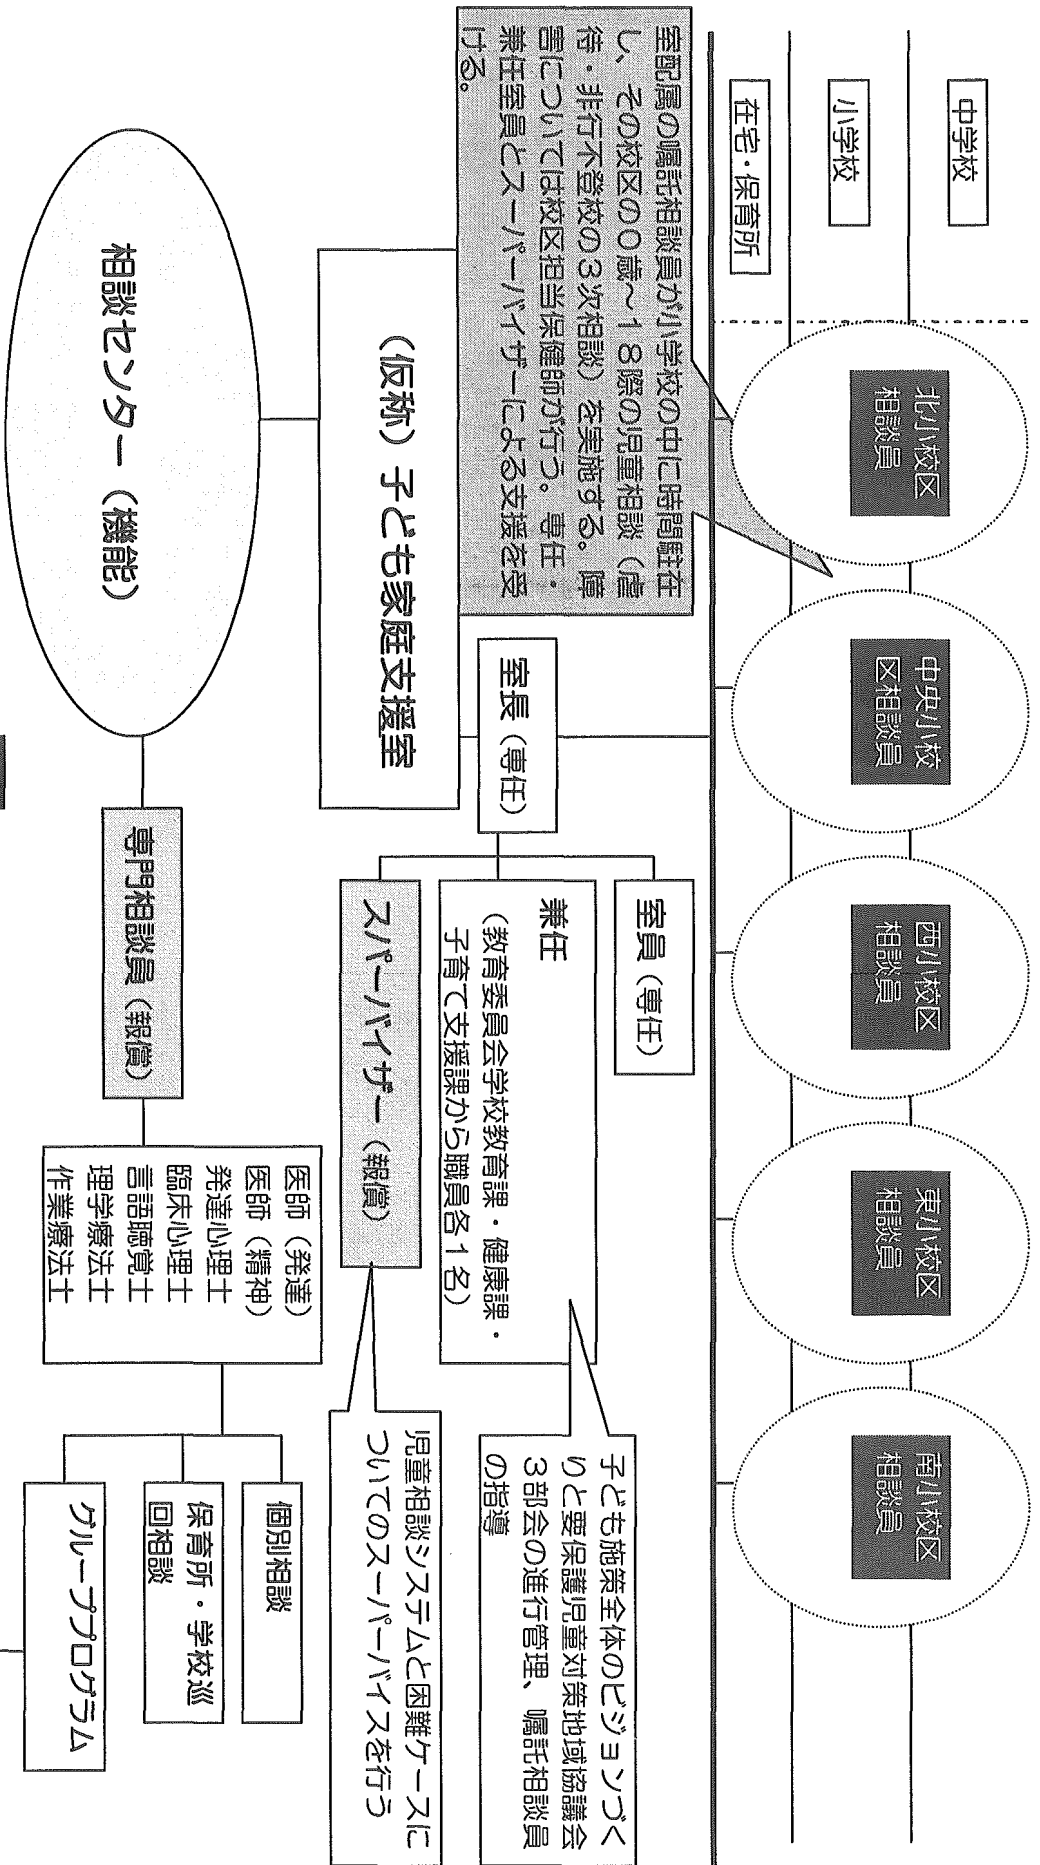 中学校
小学校
在宅・保育所
北小校区
相談員
中央小校
区相談員
西小校区
相談員
東小校区
相談員
南小校区
相談員
室配属の嘱託相談員が小学校の中に時間駐在
し、その校区の0歳～18際の児童相談（虐
待・非行不登校の3次相談）を実施する。障
害については校区担当保健師が行う。専任・
兼任室員とスーパーバイザーによる支援を受
ける。
（仮称）子ども家庭支援室
室長（専任）
室員（専任）
兼任
（教育委員会学校教育課・健康課・
子育て支援課から職員各1名）
スパーバイザー（報償）
子ども施策全体のビジョンづく
りと要保護児童対策地域協議会
3部会の進行管理、嘱託相談員
の指導
児童相談システムと困難ケースに
ついてのスーパーバイスを行う
相談センター（機能）
専門相談員（報償）
医師（発達）
医師（精神）
発達心理士
臨床心理士
言語聴覚士
理学療法士
作業療法士
個別相談
保育所・学校巡
回相談
グループプログラム